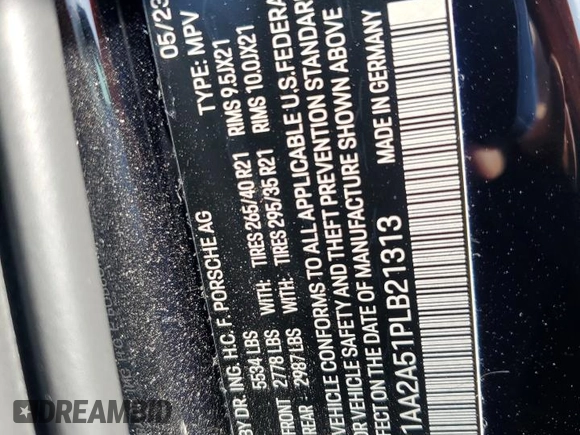 05/23
BY DR. ING. H.C. F. PORSCHE AG TYPE: MPV
5534 LBS
FRONT 2778 LBS WITH: TIRES 265/40 R21 RIMS 9.5JX21
REAR 2987 LBS WITH: TIRES 295/35 R21 RIMS 10.0JX21
VEHICLE CONFORMS TO ALL APPLICABLE U.S. FEDERA
VEHICLE SAFETY AND THEFT PREVENTION STANDAR
EFFECT ON THE DATE OF MANUFACTURE SHOWN ABOVE
1AA2A51PLB21313 MADE IN GERMANY
DREAMBID